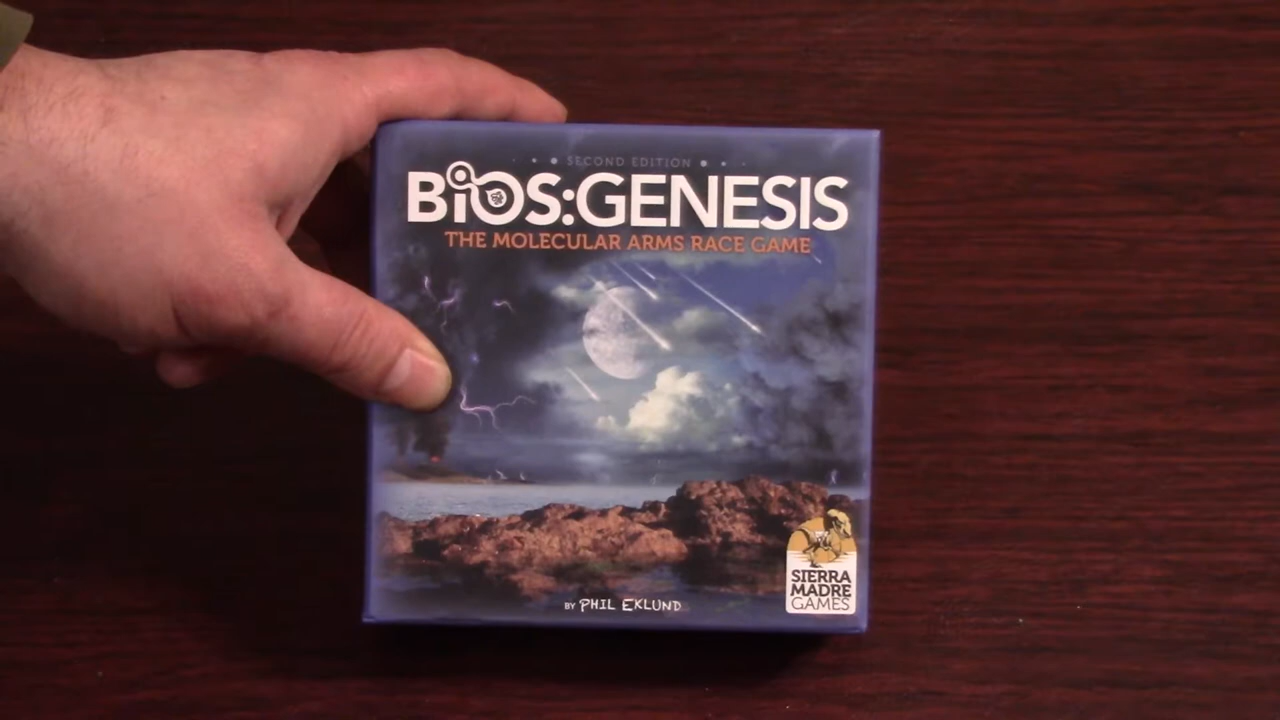 SECOND EDITION
BIOS:GENESIS
THE MOLECULAR ARMS RACE GAME
BY PHIL EKLUND
SIERRA
MADRE
GAMES